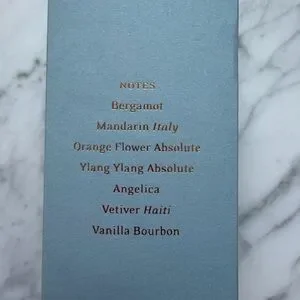 NOTES
Bergamot
Mandarin Italy
Orange Flower Absolute
Ylang Ylang Absolute
Angelica
Vetiver Haiti
Vanilla Bourbon